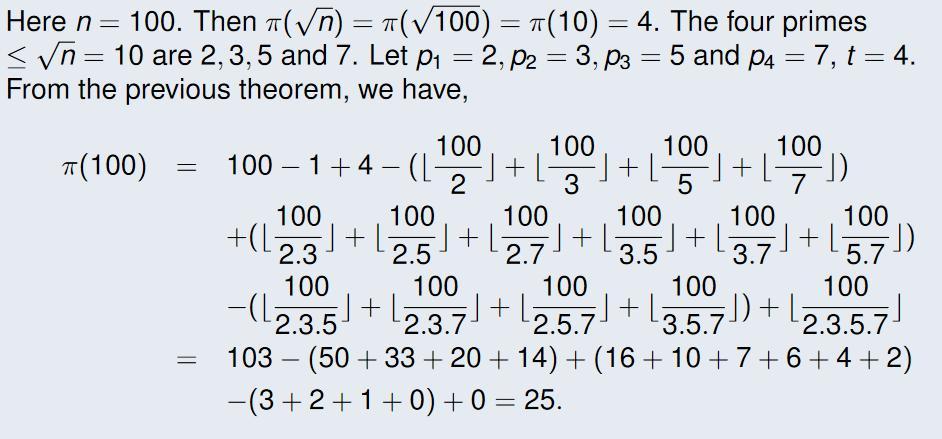 Here n = 100. Then π(√n) = π(√100) = π(10) = 4. The four primes
≤ √n = 10 are 2, 3, 5 and 7. Let p₁ = 2, p₂ = 3, p₃ = 5 and p₄ = 7, t = 4.
From the previous theorem, we have,
π(100) = 100 − 1 + 4 − (⌊100/2⌋ + ⌊100/3⌋ + ⌊100/5⌋ + ⌊100/7⌋)
+(⌊100/2.3⌋ + ⌊100/2.5⌋ + ⌊100/2.7⌋ + ⌊100/3.5⌋ + ⌊100/3.7⌋ + ⌊100/5.7⌋)
−(⌊100/2.3.5⌋ + ⌊100/2.3.7⌋ + ⌊100/2.5.7⌋ + ⌊100/3.5.7⌋) + ⌊100/2.3.5.7⌋
= 103 − (50 + 33 + 20 + 14) + (16 + 10 + 7 + 6 + 4 + 2)
−(3 + 2 + 1 + 0) + 0 = 25.